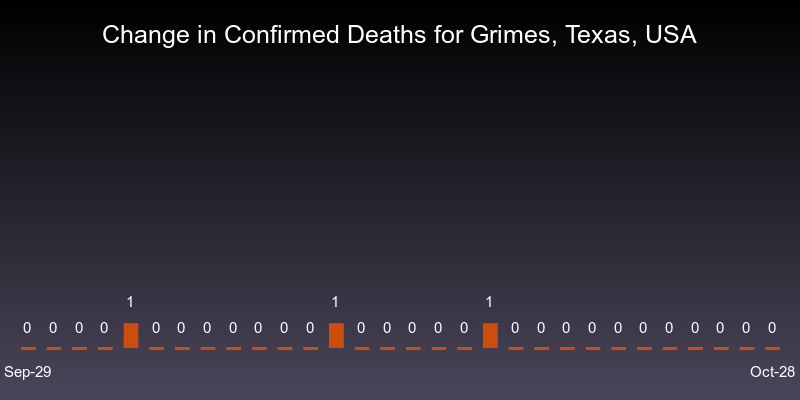 Change in Confirmed Deaths for Grimes, Texas, USA
1 1 1
0 0 0 0 0 0 0 0 0 0 0 0 0 0 0 0 0 0 0 0 0 0 0 0 0 0 0
Sep-29 Oct-28